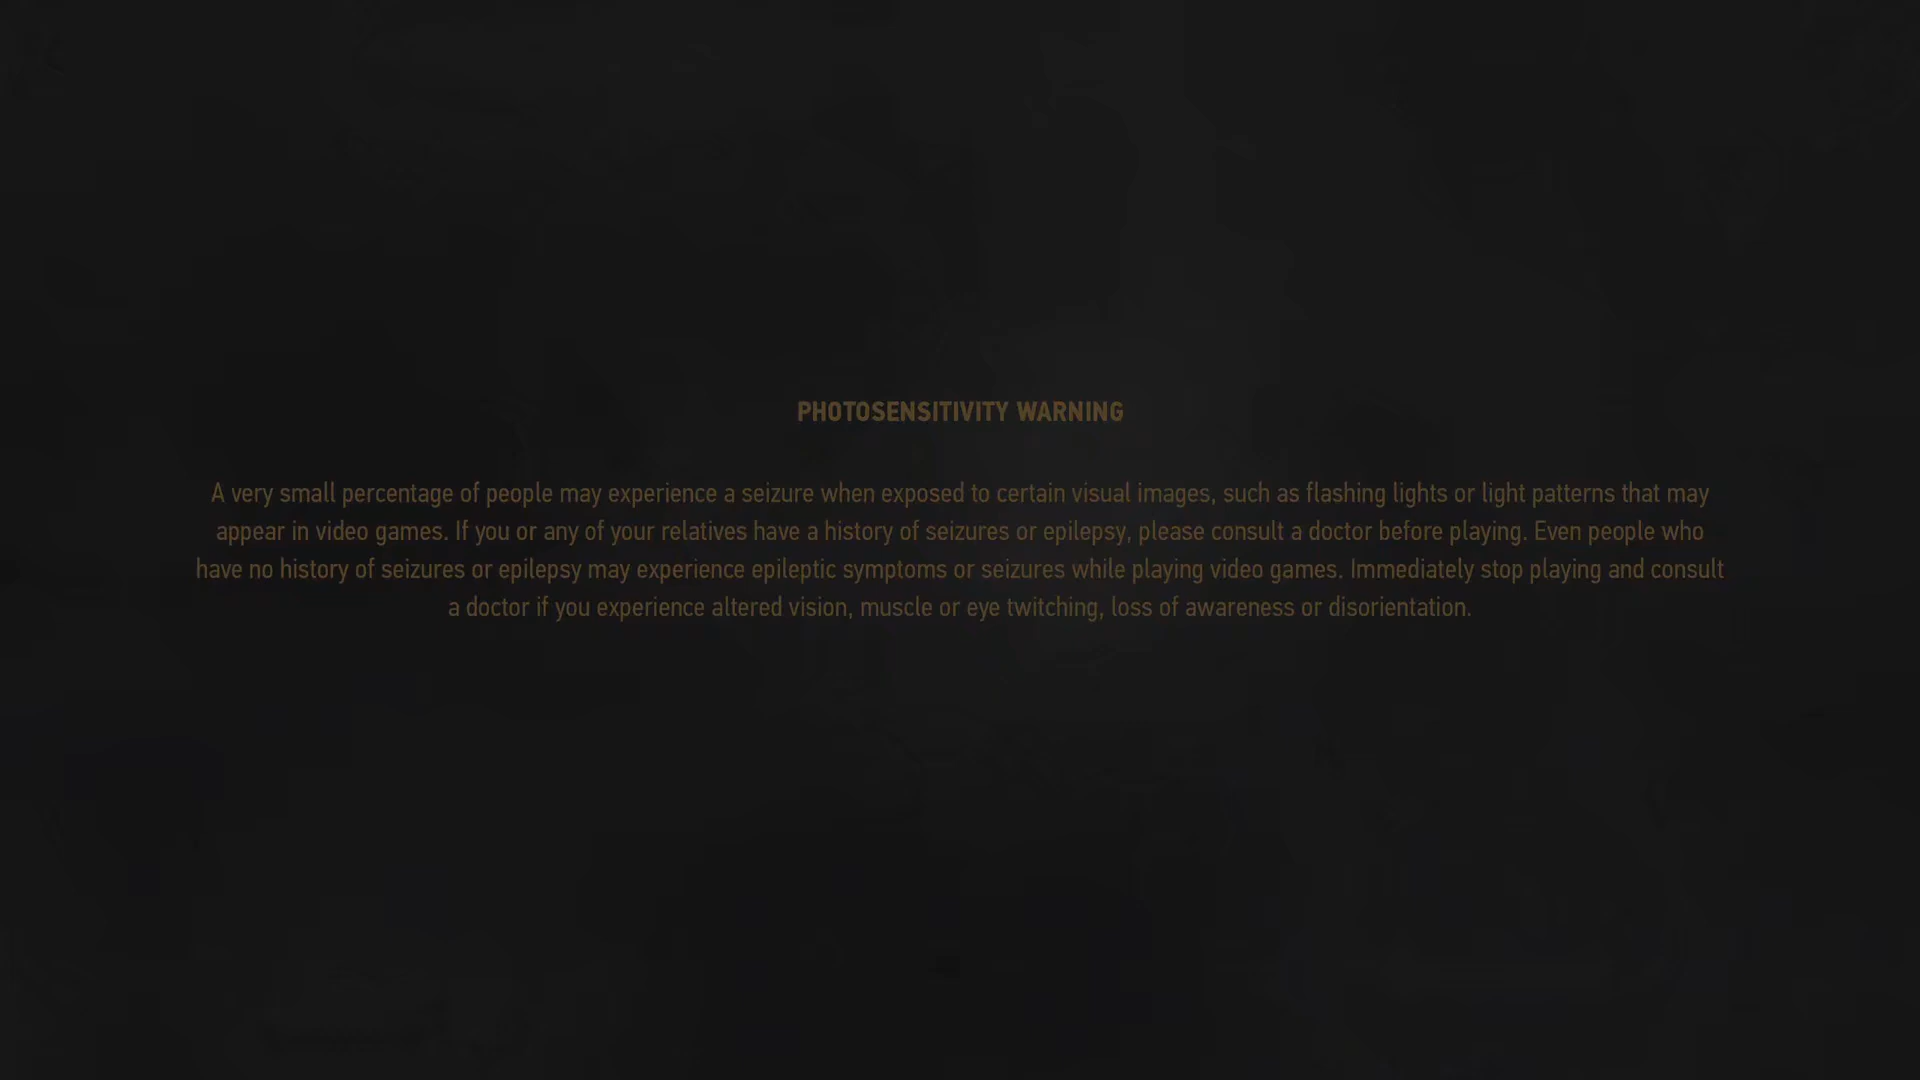 PHOTOSENSITIVITY WARNING
A very small percentage of people may experience a seizure when exposed to certain visual images, such as flashing lights or light patterns that may
appear in video games. If you or any of your relatives have a history of seizures or epilepsy, please consult a doctor before playing. Even people who
have no history of seizures or epilepsy may experience epileptic symptoms or seizures while playing video games. Immediately stop playing and consult
a doctor if you experience altered vision, muscle or eye twitching, loss of awareness or disorientation.